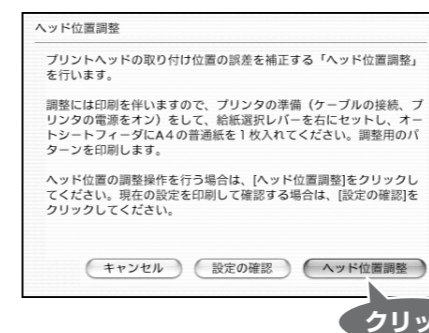 ヘッド位置調整
プリントヘッドの取り付け位置の誤差を補正する「ヘッド位置調整」
を行います。
調整には印刷を伴いますので、プリンタの準備（ケーブルの接続、プ
リンタの電源をオン）をして、給紙選択レバーを右にセットし、オー
トシートフィーダにA4の普通紙を1枚入れてください。調整用のパ
ターンを印刷します。
ヘッド位置の調整操作を行う場合は、[ヘッド位置調整]をクリックし
てください。現在の設定を印刷して確認する場合は、[設定の確認]を
クリックしてください。
キャンセル 設定の確認 ヘッド位置調整
クリッ